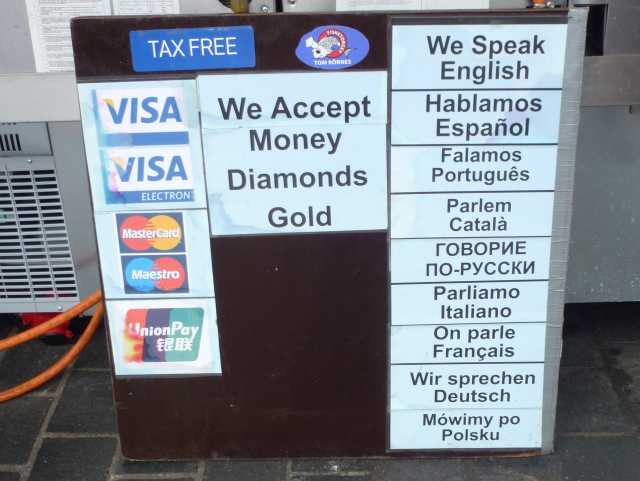 TAX FREE
TOM RÖNNES
VISA
VISA
ELECTRON
MasterCard
Maestro
UnionPay
银联
We Accept
Money
Diamonds
Gold
We Speak
English
Hablamos
Español
Falamos
Português
Parlem
Català
ГОВОРИЕ
ПО-РУССКИ
Parliamo
Italiano
On parle
Français
Wir sprechen
Deutsch
Mówimy po
Polsku